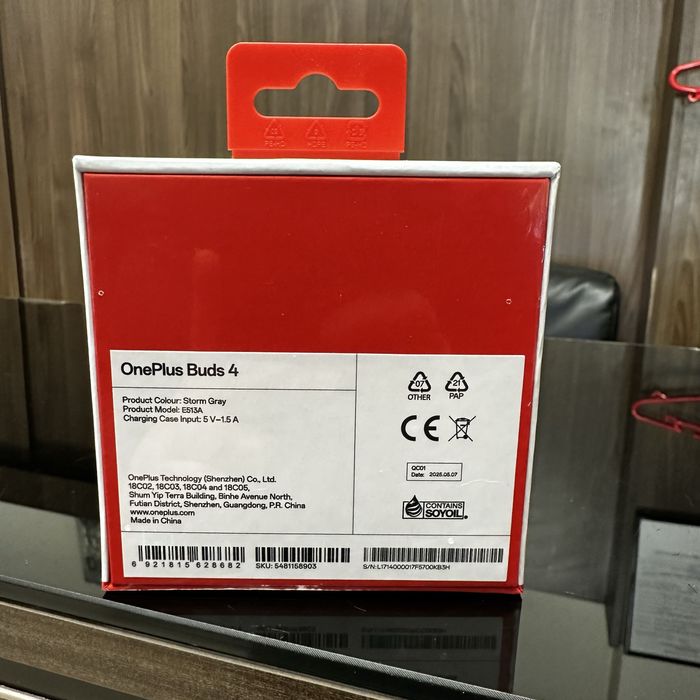 OnePlus Buds 4
Product Colour: Storm Gray
Product Model: E513A
Charging Case Input: 5 V⎓1.5 A
OnePlus Technology (Shenzhen) Co., Ltd.
18C02, 18C03, 18C04 and 18C05,
Shum Yip Terra Building, Binhe Avenue North,
Futian District, Shenzhen, Guangdong, P.R. China
www.oneplus.com
Made in China
07 21
OTHER PAP
CE
QC01
Date: 2025.05.07
CONTAINS
SOYOIL
6 921815 628682
SKU: 5481158903
S/N: L1714000017F5700KB3H